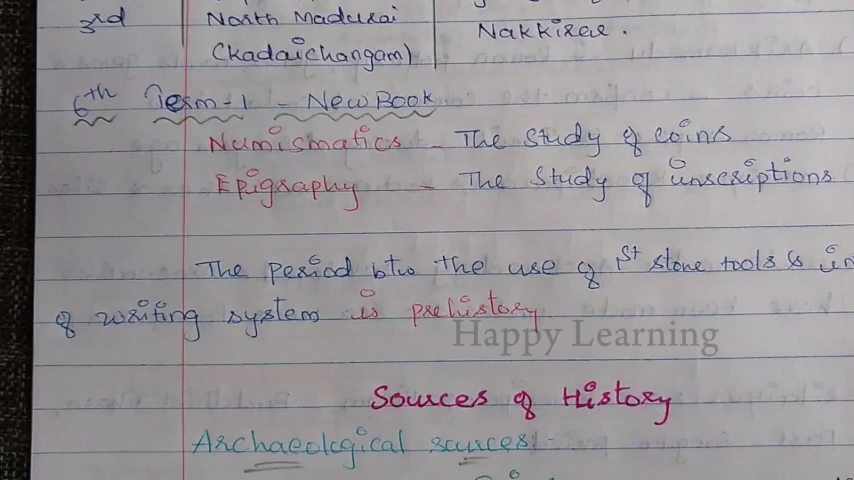 3rd North Madurai Nakkirar.
(Kadaichangam)
6th Term-1 - New Book
Numismatics - The Study of coins
Epigraphy - The Study of inscriptions
The period btw the use of 1st stone tools & in
of writing system is prehistory.
Happy Learning
Sources of History
Archaeological sources:-